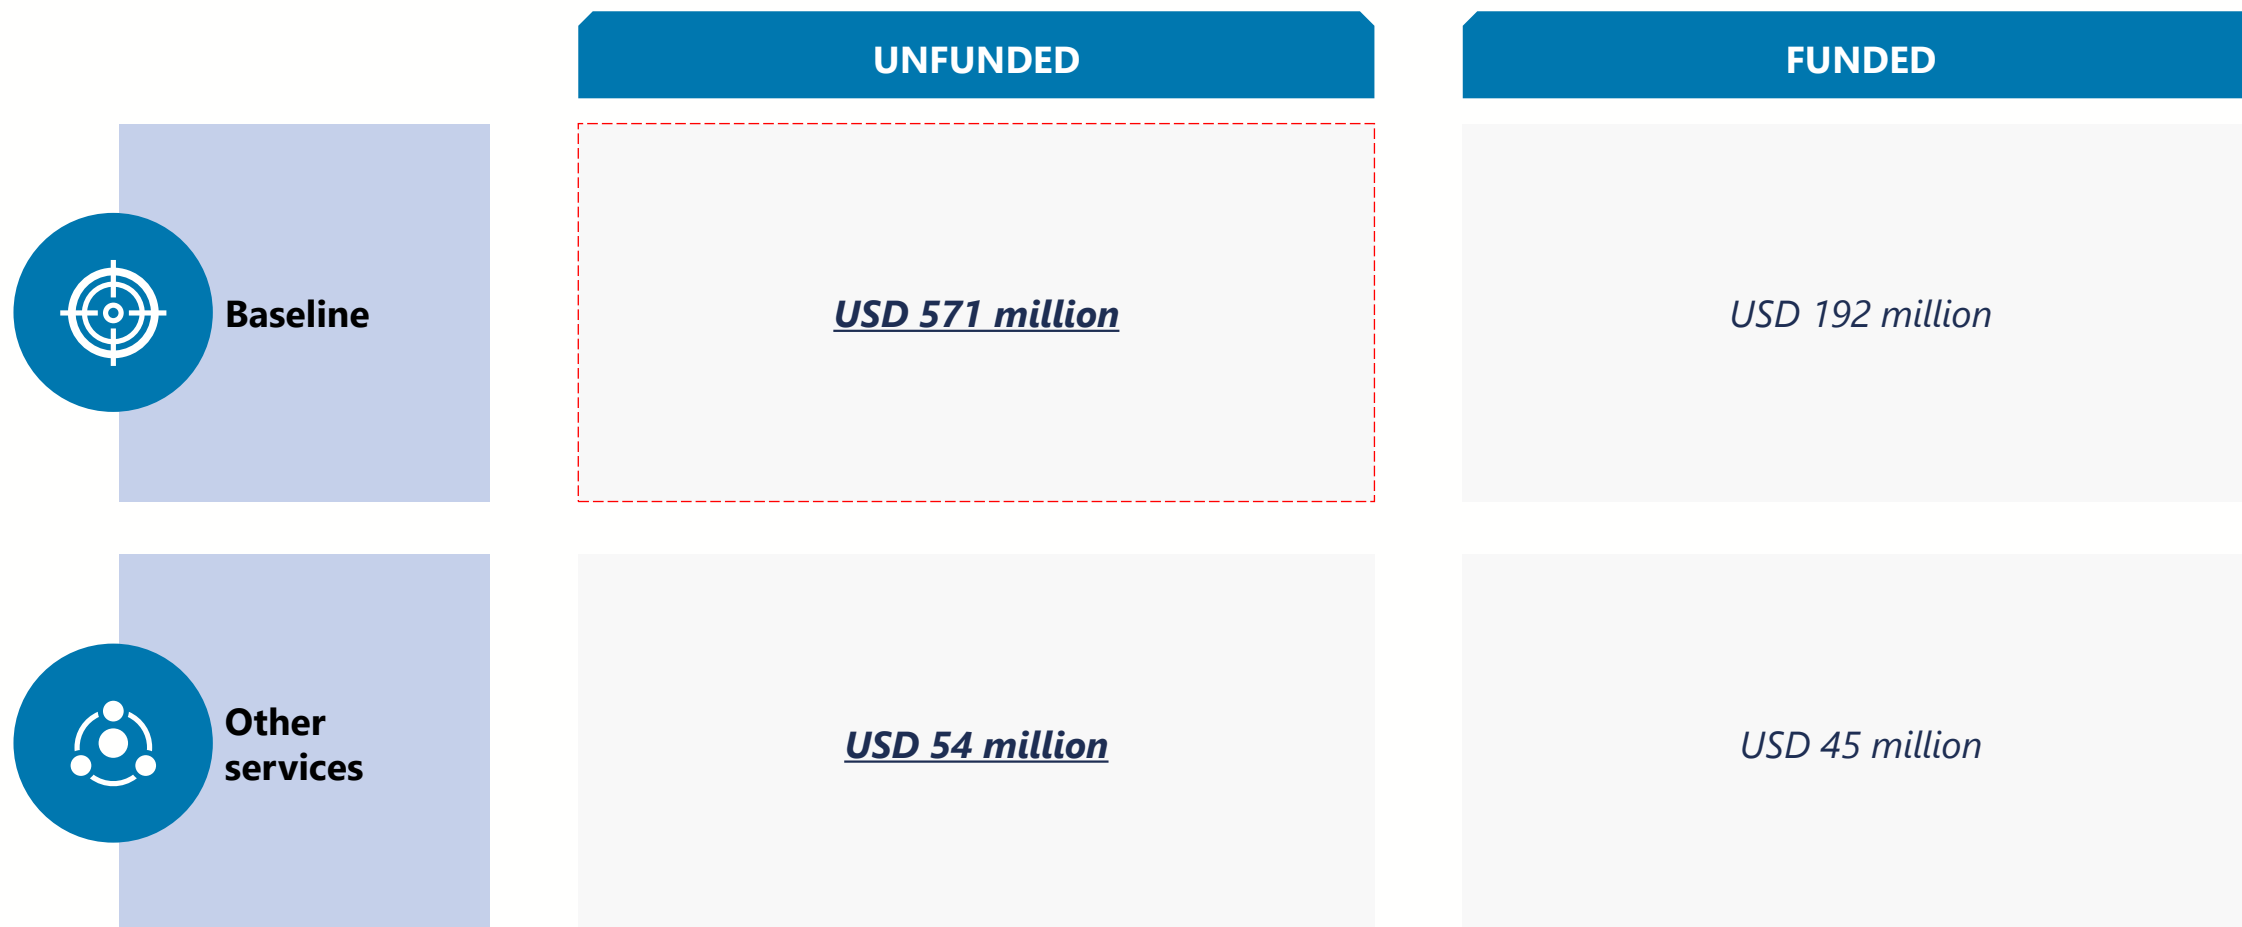 UNFUNDED
FUNDED
Baseline
USD 571 million
USD 192 million
Other
services
USD 54 million
USD 45 million